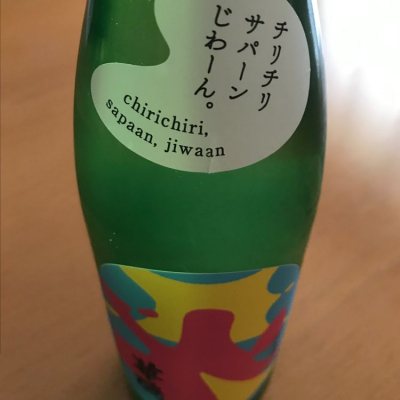 チリチリ
サパーン
じわーん。
chirichiri,
sapaan, jiwaan